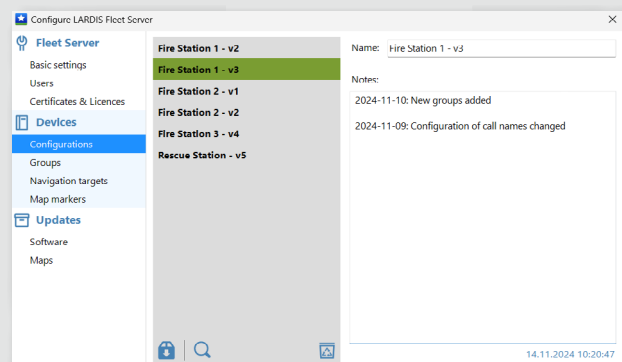 Configure LARDIS Fleet Server
Fleet Server
Basic settings
Users
Certificates & Licences
Devices
Configurations
Groups
Navigation targets
Map markers
Updates
Software
Maps
Fire Station 1 - v2
Fire Station 1 - v3
Fire Station 2 - v1
Fire Station 2 - v2
Fire Station 3 - v4
Rescue Station - v5
Name: Fire Station 1 - v3
Notes:
2024-11-10: New groups added
2024-11-09: Configuration of call names changed
14.11.2024 10:20:47